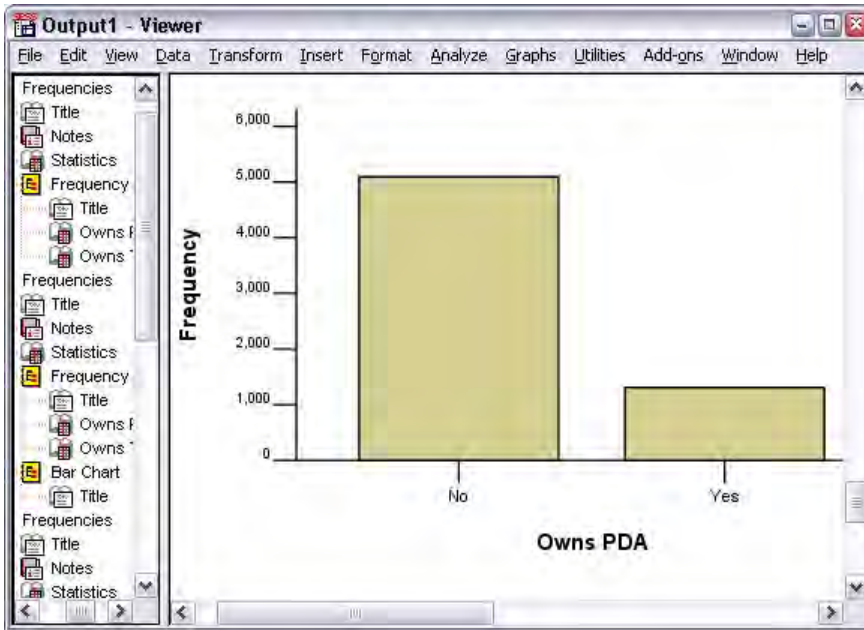 Output1 - Viewer
File Edit View Data Transform Insert Format Analyze Graphs Utilities Add-ons Window Help
Frequencies
Title
Notes
Statistics
Frequency
Title
Owns
Owns
Frequencies
Title
Notes
Statistics
Frequency
Title
Owns
Owns
Bar Chart
Title
Frequencies
Title
Notes
Statistics
Frequency
6,000
5,000
4,000
3,000
2,000
1,000
0
No Yes
Owns PDA